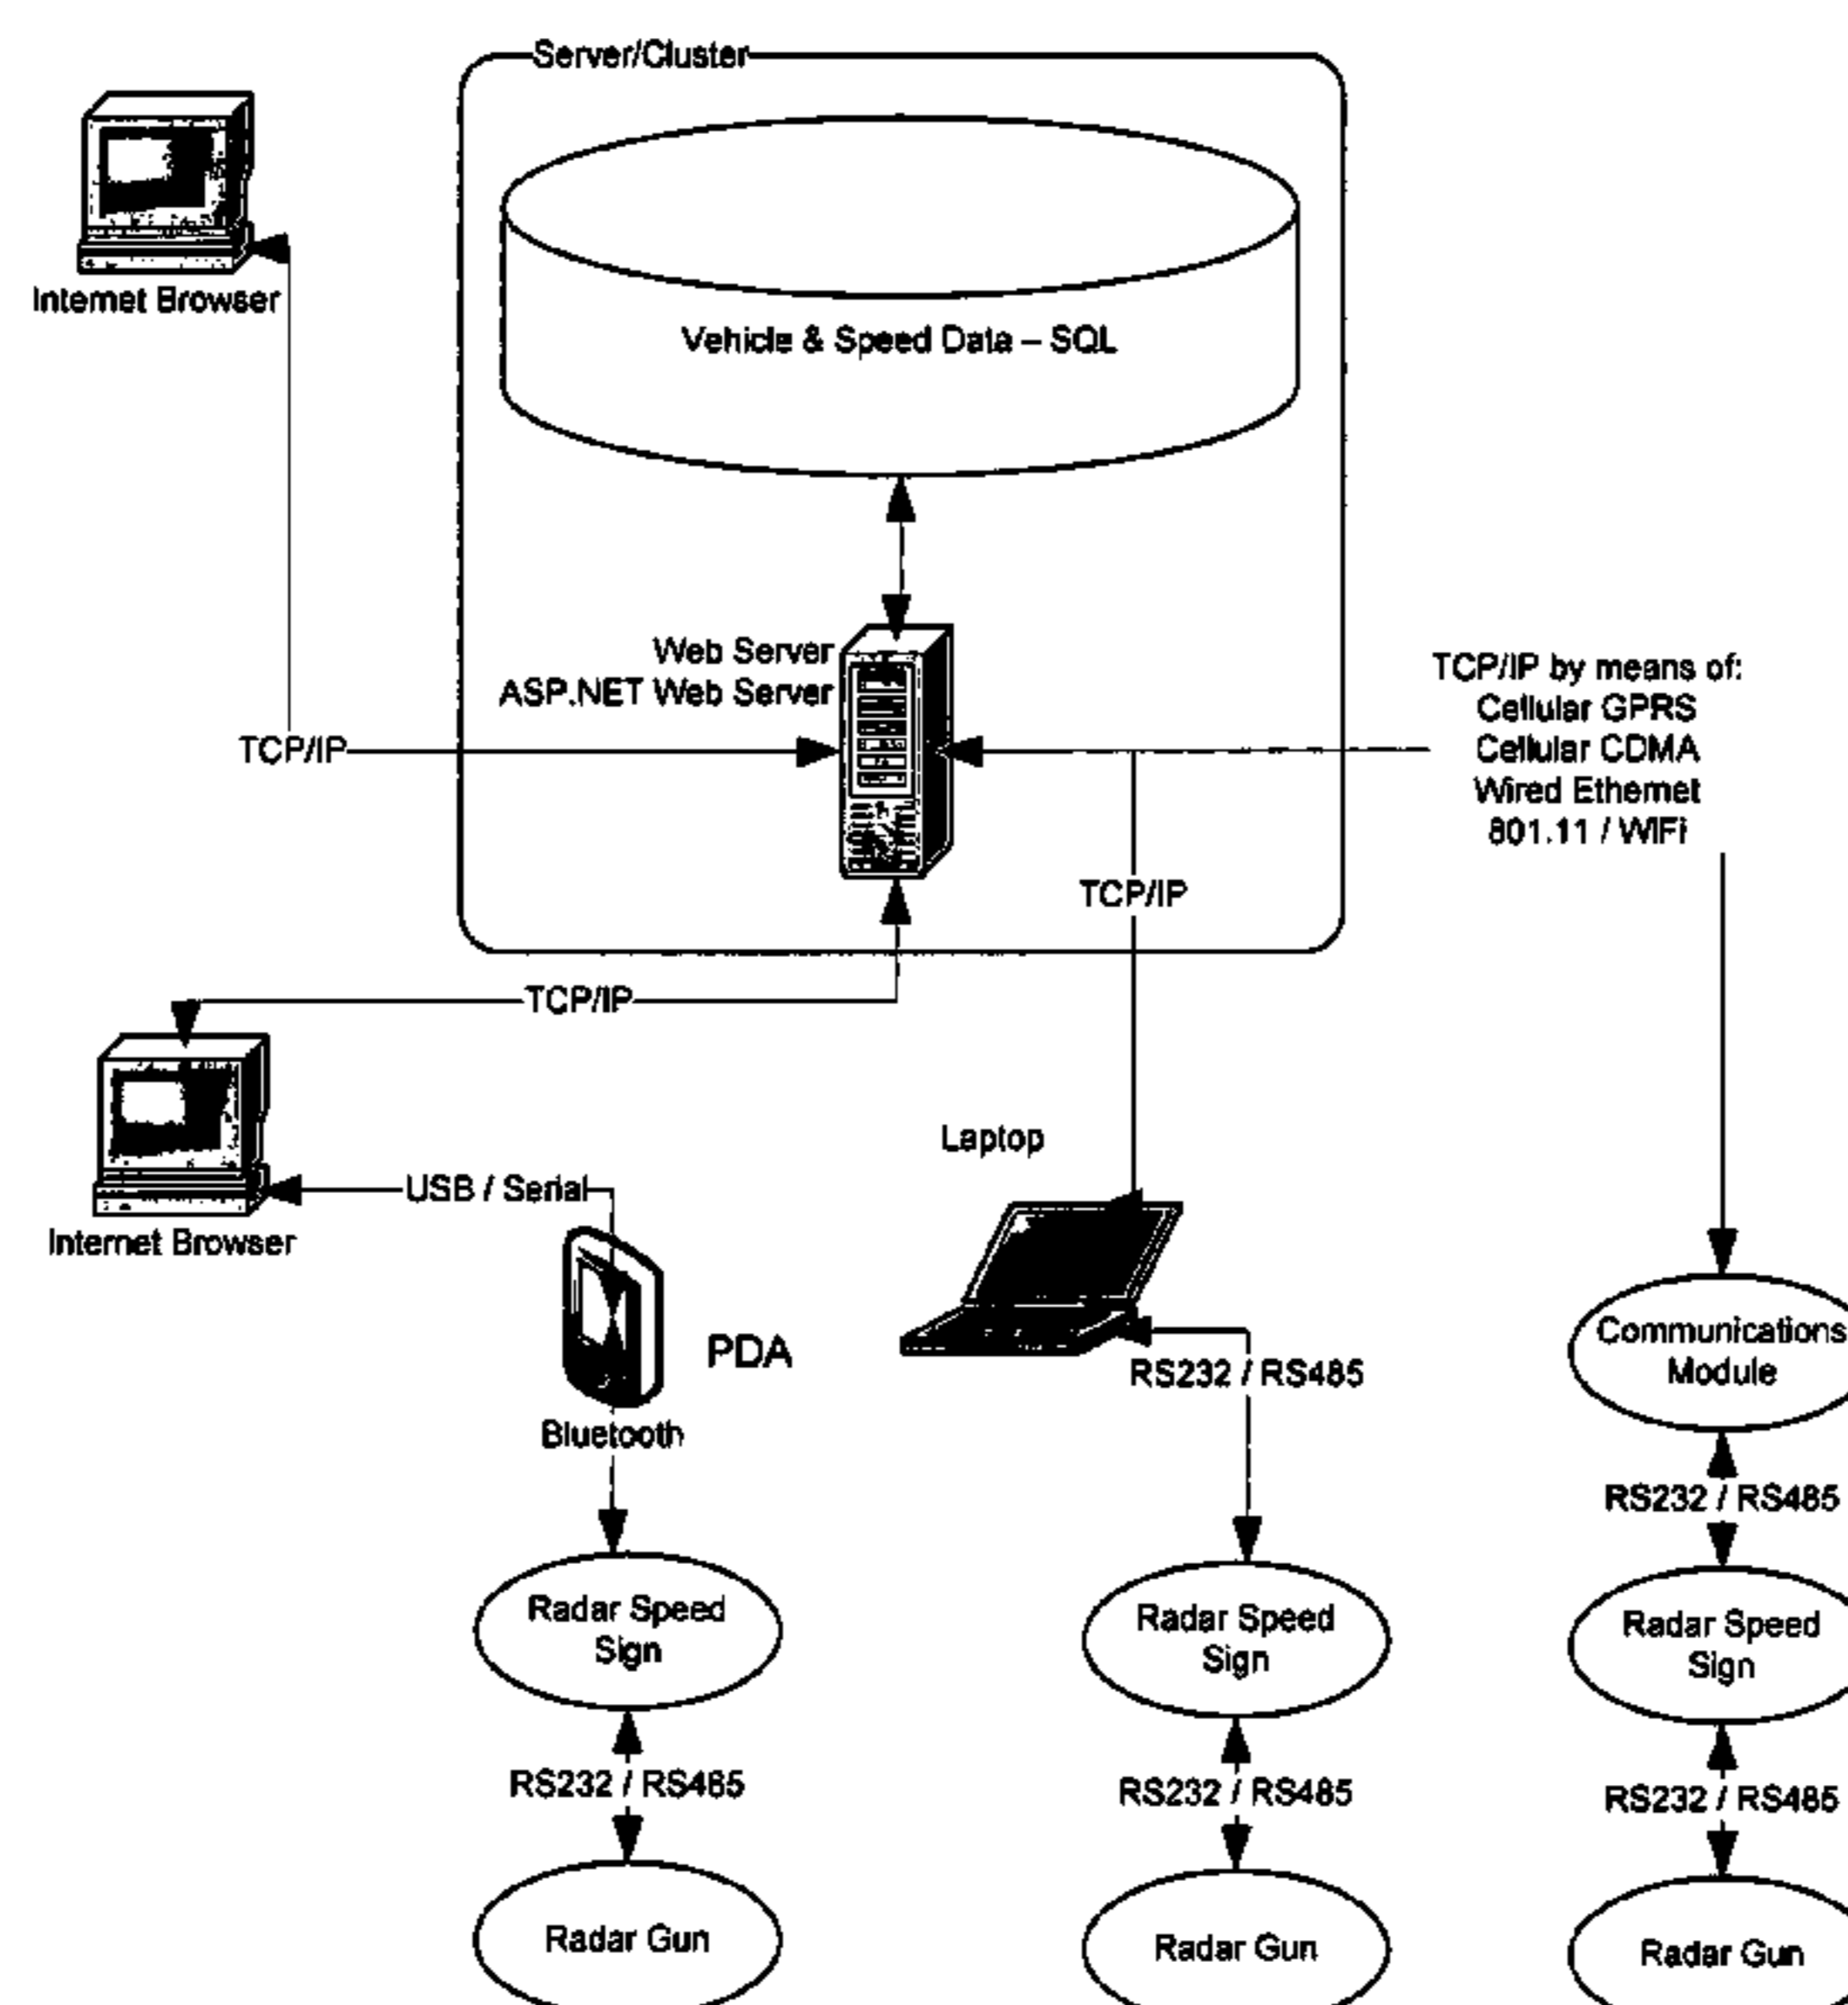 Server/Cluster
Internet Browser
Vehicle & Speed Data – SQL
Web Server
ASP.NET Web Server
TCP/IP by means of:
Cellular GPRS
Cellular CDMA
Wired Ethernet
801.11 / WiFi
TCP/IP
TCP/IP
TCP/IP
Laptop
USB / Serial
Internet Browser
PDA
Communications
Module
RS232 / RS485
Bluetooth
RS232 / RS485
Radar Speed
Sign
Radar Speed
Sign
Radar Speed
Sign
RS232 / RS485
RS232 / RS485
RS232 / RS485
Radar Gun
Radar Gun
Radar Gun